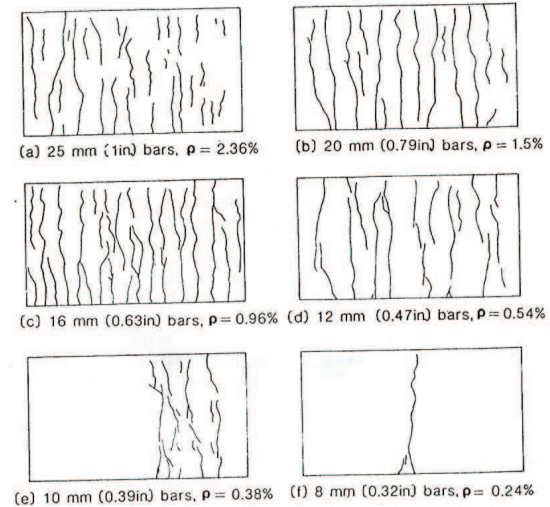 (a) 25 mm (1in) bars, ρ = 2.36%
(b) 20 mm (0.79in) bars, ρ = 1.5%
(c) 16 mm (0.63in) bars, ρ = 0.96%
(d) 12 mm (0.47in) bars, ρ = 0.54%
(e) 10 mm (0.39in) bars, ρ = 0.38%
(f) 8 mm (0.32in) bars, ρ = 0.24%